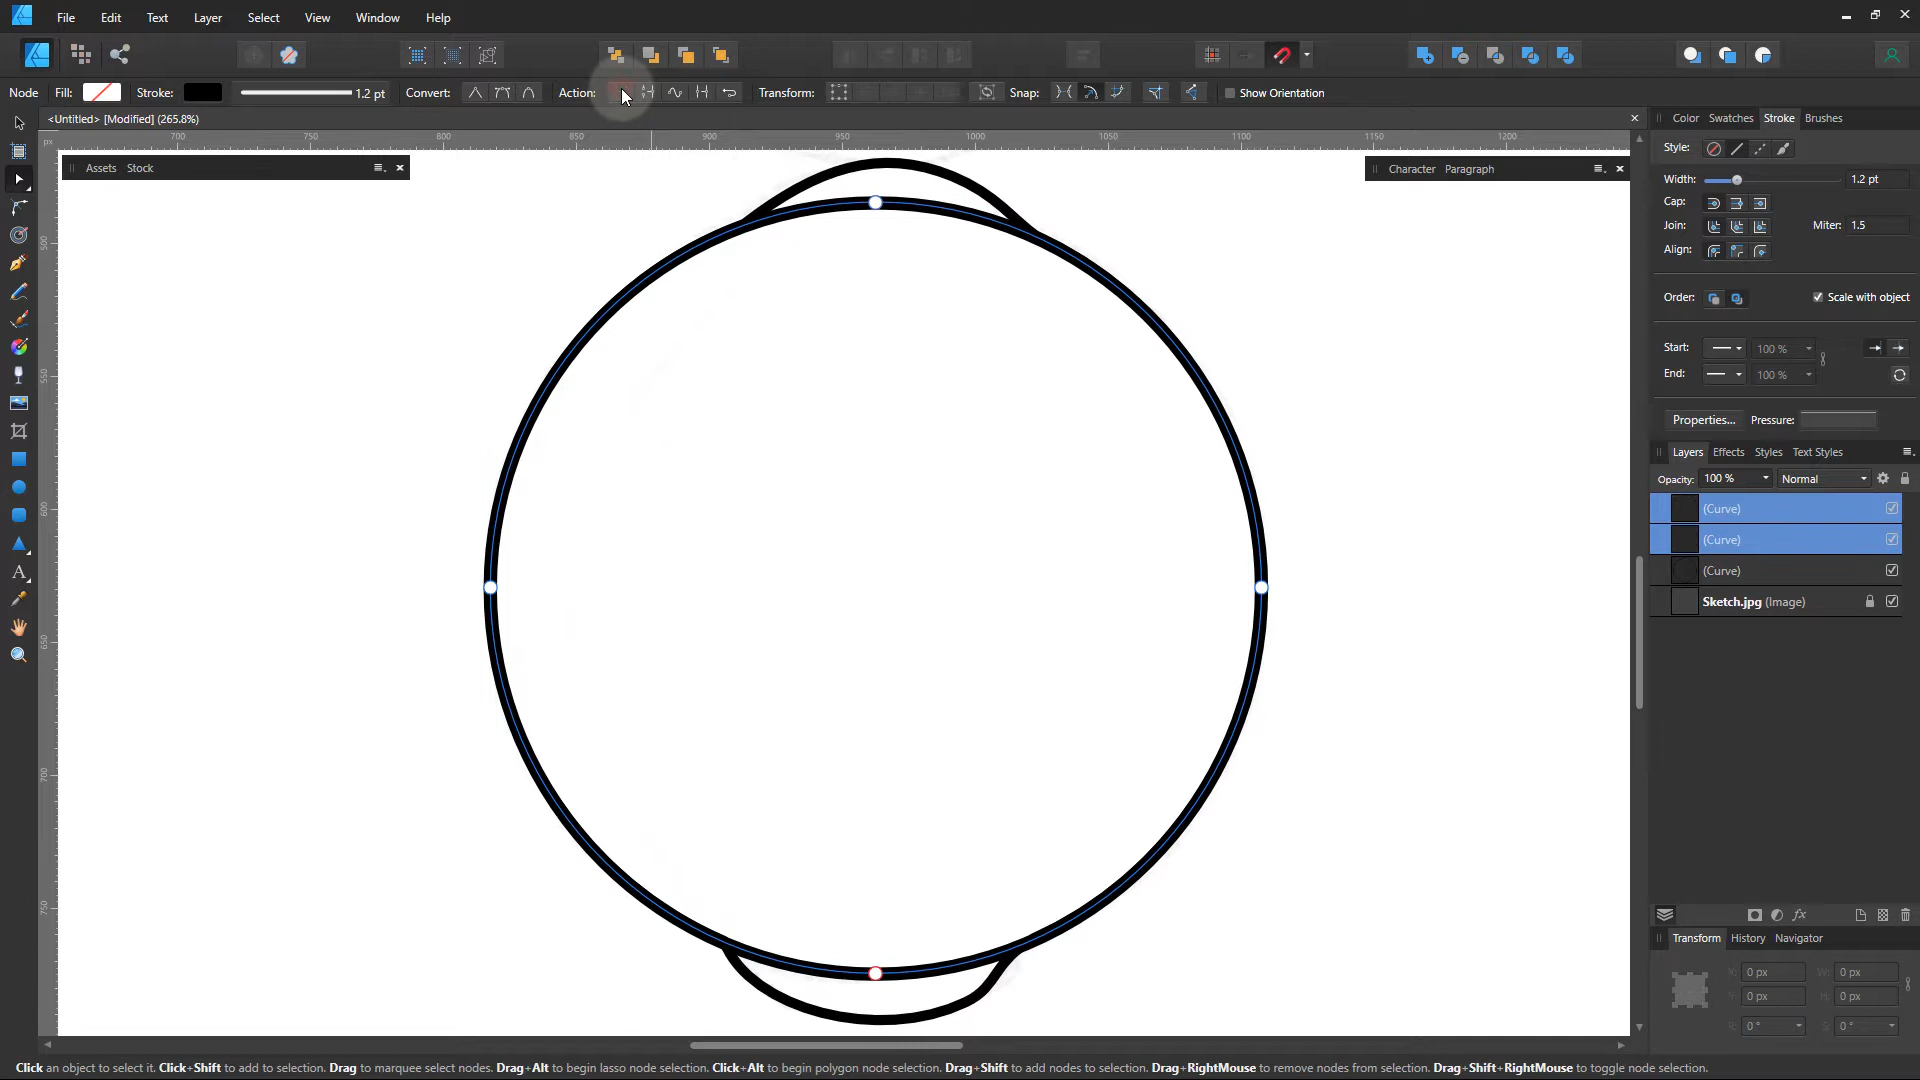 File Edit Text Layer Select View Window Help
Node Fill: Stroke: 1.2 pt Convert: Action: Transform: Snap: Show Orientation
<Untitled> [Modified] (265.8%)
Color Swatches Stroke Brushes
px 700 750 800 850 900 950 1000 1050 1100 1150 1200
Style:
Assets Stock
Character Paragraph
Width: 1.2 pt
Cap:
Join: Miter: 1.5
Align:
500
Order: Scale with object
Start: 100 %
End: 100 %
550
Properties... Pressure:
Layers Effects Styles Text Styles
Opacity: 100 % Normal
600
(Curve)
(Curve)
(Curve)
Sketch.jpg (Image)
650
700
750
Transform History Navigator
X: 0 px W: 0 px
Y: 0 px H: 0 px
R: 0 ° S: 0 °
Click an object to select it. Click+Shift to add to selection. Drag to marquee select nodes. Drag+Alt to begin lasso node selection. Click+Alt to begin polygon node selection. Drag+Shift to add nodes to selection. Drag+RightMouse to remove nodes from selection. Drag+Shift+RightMouse to toggle node selection.